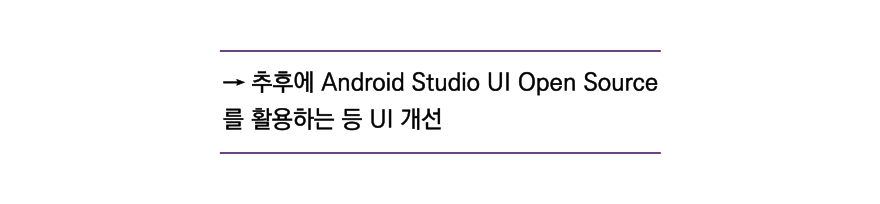 → 추후에 Android Studio UI Open Source
를 활용하는 등 UI 개선